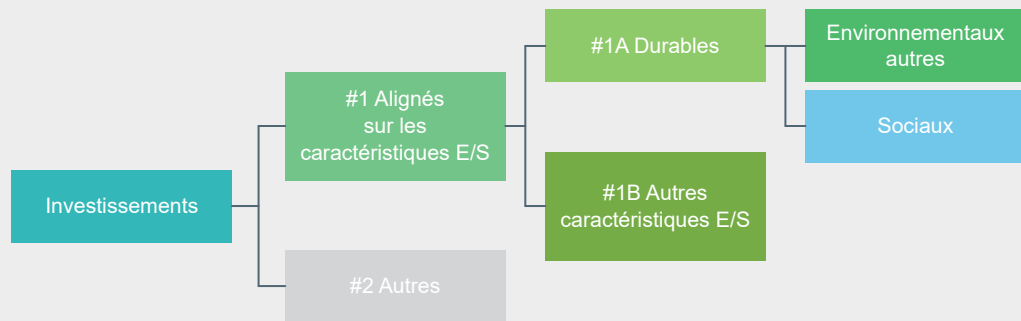 Investissements
#1 Alignés
sur les
caractéristiques E/S
#2 Autres
#1A Durables
#1B Autres
caractéristiques E/S
Environnementaux
autres
Sociaux